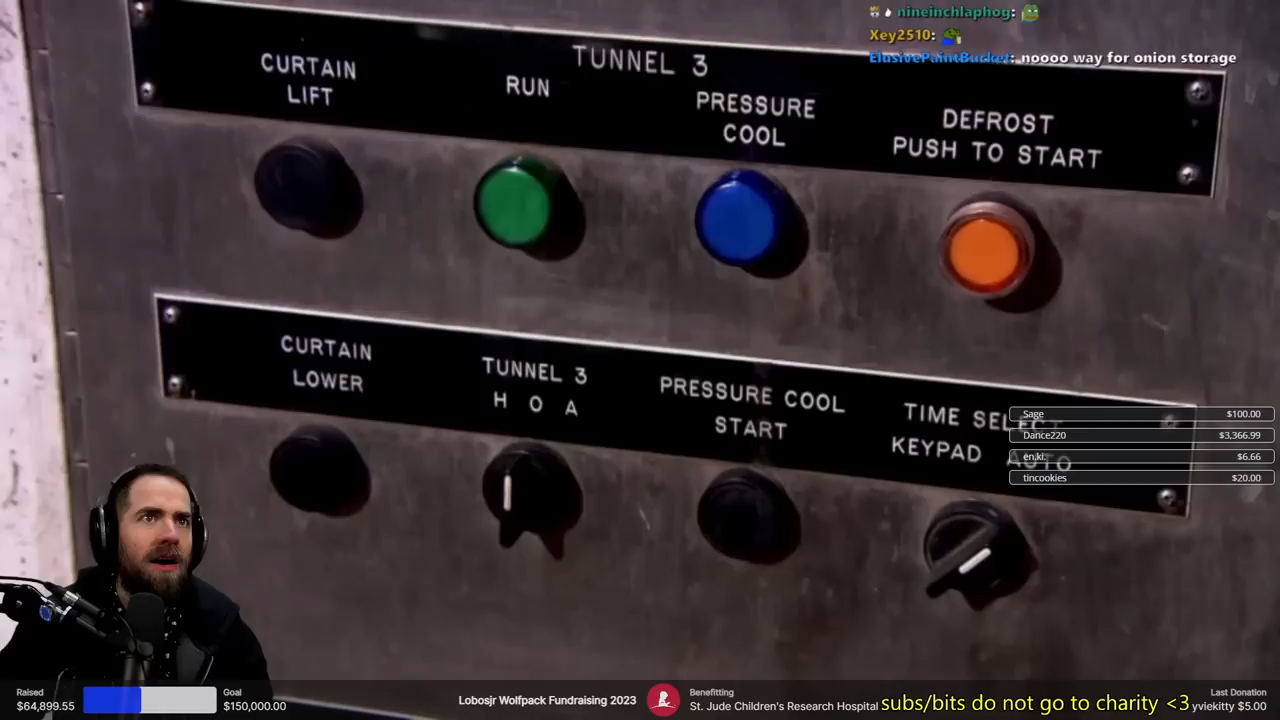 nineinchlaphog:
Xey2510:
ElusivePaintBucket: noooo way for onion storage
TUNNEL 3
CURTAIN
LIFT
RUN
PRESSURE
COOL
DEFROST
PUSH TO START
CURTAIN
LOWER
TUNNEL 3
H O A
PRESSURE COOL
START
TIME SELECT
KEYPAD AUTO
Sage $100.00
Dance220 $3,366.99
en.ki. $6.66
tincookies $20.00
Raised
$64,899.55
Goal
$150,000.00
Lobosjr Wolfpack Fundraising 2023
Benefitting
St. Jude Children's Research Hospital
subs/bits do not go to charity <3
Last Donation
yviekitty $5.00